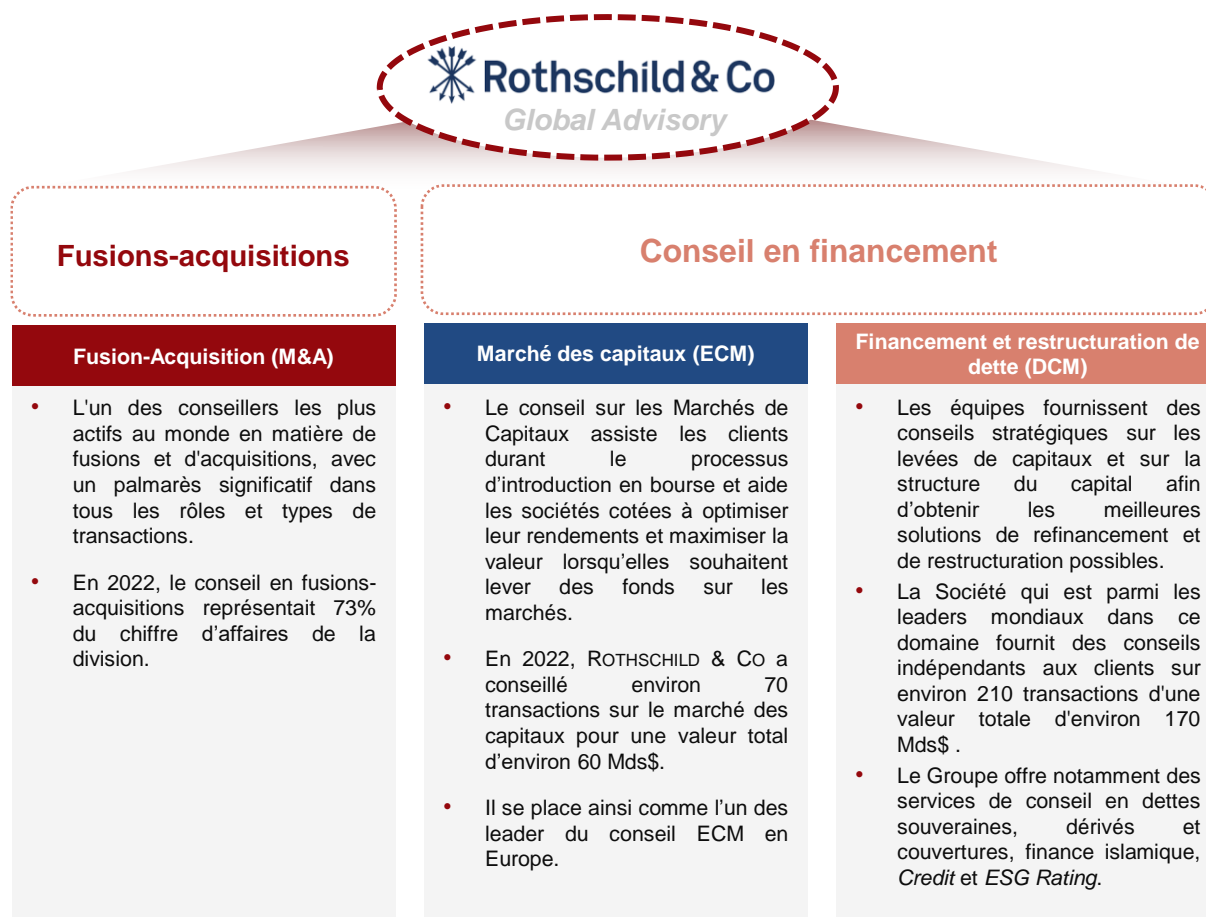 Rothschild & Co
Global Advisory
Fusions-acquisitions
Conseil en financement
Fusion-Acquisition (M&A)
• L'un des conseillers les plus
actifs au monde en matière de
fusions et d'acquisitions, avec
un palmarès significatif dans
tous les rôles et types de
transactions.
• En 2022, le conseil en fusions-
acquisitions représentait 73%
du chiffre d’affaires de la
division.
Marché des capitaux (ECM)
• Le conseil sur les Marchés de
Capitaux assiste les clients
durant le processus
d’introduction en bourse et aide
les sociétés cotées à optimiser
leur rendements et maximiser la
valeur lorsqu’elles souhaitent
lever des fonds sur les
marchés.
• En 2022, ROTHSCHILD & CO a
conseillé environ 70
transactions sur le marché des
capitaux pour une valeur total
d’environ 60 Mds$.
• Il se place ainsi comme l’un des
leader du conseil ECM en
Europe.
Financement et restructuration de
dette (DCM)
• Les équipes fournissent des
conseils stratégiques sur les
levées de capitaux et sur la
structure du capital afin
d’obtenir les meilleures
solutions de refinancement et
de restructuration possibles.
• La Société qui est parmi les
leaders mondiaux dans ce
domaine fournit des conseils
indépendants aux clients sur
environ 210 transactions d'une
valeur totale d'environ 170
Mds$ .
• Le Groupe offre notamment des
services de conseil en dettes
souveraines, dérivés et
couvertures, finance islamique,
Credit et ESG Rating.